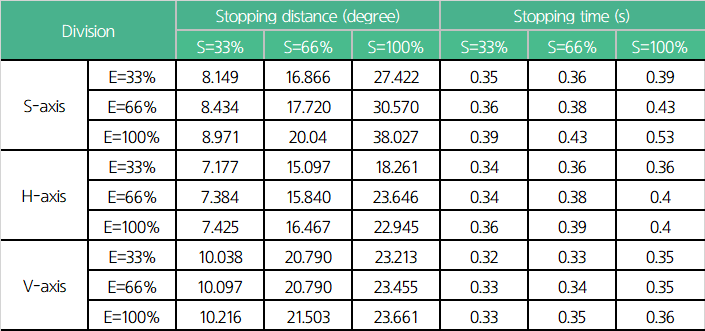 Division Stopping distance (degree) Stopping time (s)
S=33% S=66% S=100% S=33% S=66% S=100%
S-axis E=33% 8.149 16.866 27.422 0.35 0.36 0.39
E=66% 8.434 17.720 30.570 0.36 0.38 0.43
E=100% 8.971 20.04 38.027 0.39 0.43 0.53
H-axis E=33% 7.177 15.097 18.261 0.34 0.36 0.36
E=66% 7.384 15.840 23.646 0.34 0.38 0.4
E=100% 7.425 16.467 22.945 0.36 0.39 0.4
V-axis E=33% 10.038 20.790 23.213 0.32 0.33 0.35
E=66% 10.097 20.790 23.455 0.33 0.34 0.35
E=100% 10.216 21.503 23.661 0.33 0.35 0.36